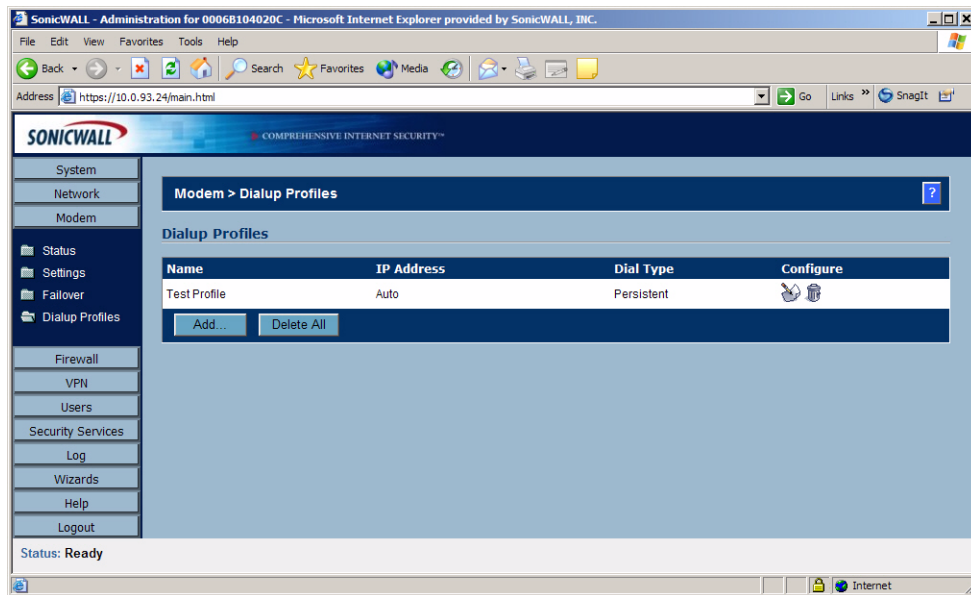 SonicWALL - Administration for 0006B104020C - Microsoft Internet Explorer provided by SonicWALL, INC.
File Edit View Favorites Tools Help
Back Search Favorites Media
Address https://10.0.93.24/main.html Go Links » SnagIt
SONICWALL COMPREHENSIVE INTERNET SECURITY™
System
Network
Modem
Status
Settings
Failover
Dialup Profiles
Firewall
VPN
Users
Security Services
Log
Wizards
Help
Logout
Modem > Dialup Profiles ?
Dialup Profiles
Name IP Address Dial Type Configure
Test Profile Auto Persistent
Add... Delete All
Status: Ready
Internet